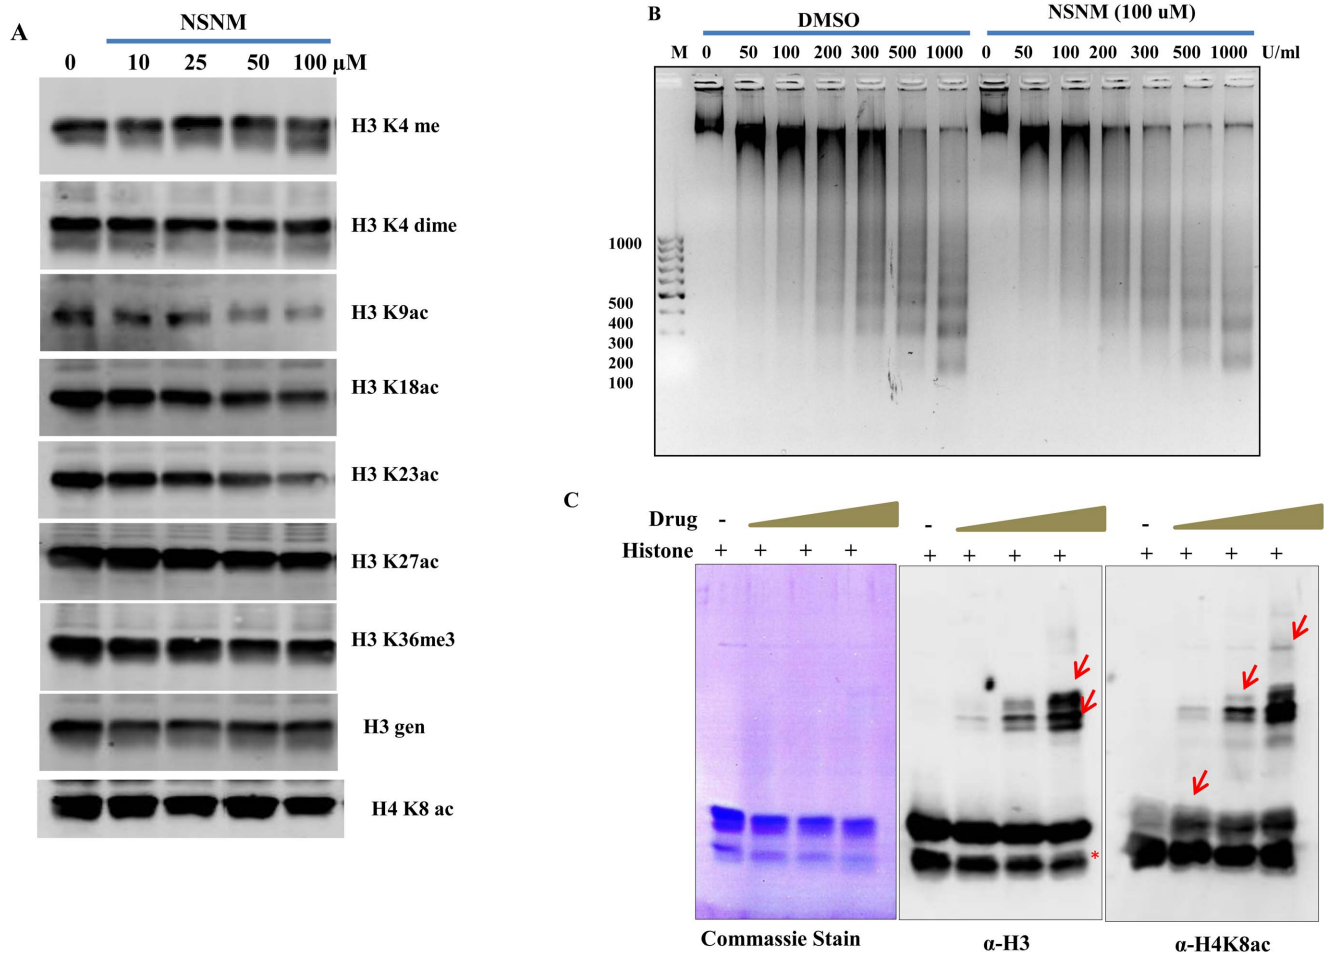 A
NSNM
0 10 25 50 100 µM
H3 K4 me
H3 K4 dime
H3 K9ac
H3 K18ac
H3 K23ac
H3 K27ac
H3 K36me3
H3 gen
H4 K8 ac
B
DMSO
NSNM (100 uM)
M 0 50 100 200 300 500 1000 0 50 100 200 300 500 1000 U/ml
1000
500
400
300
200
100
C
Drug - - -
Histone + + + + + + + + + + + +
*
Commassie Stain
α-H3
α-H4K8ac